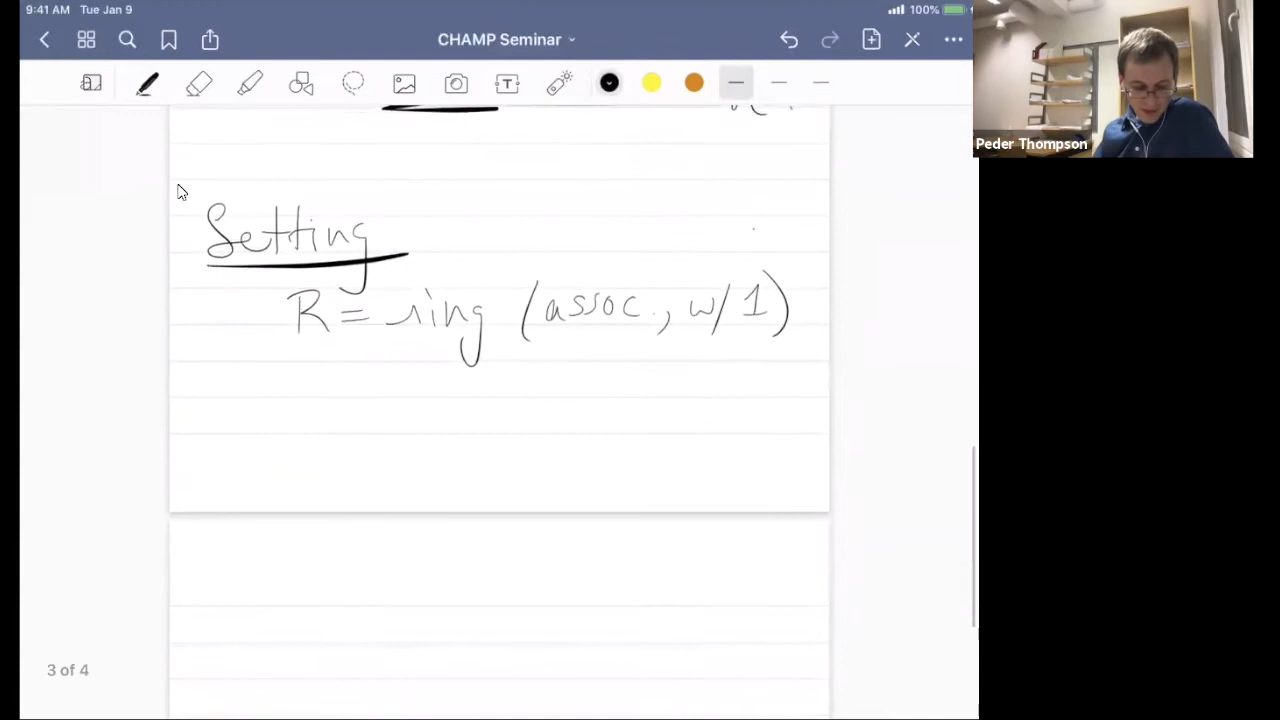 9:41 AM Tue Jan 9
100%
CHAMP Seminar
Peder Thompson
Setting
R = ring (assoc., w/ 1)
3 of 4